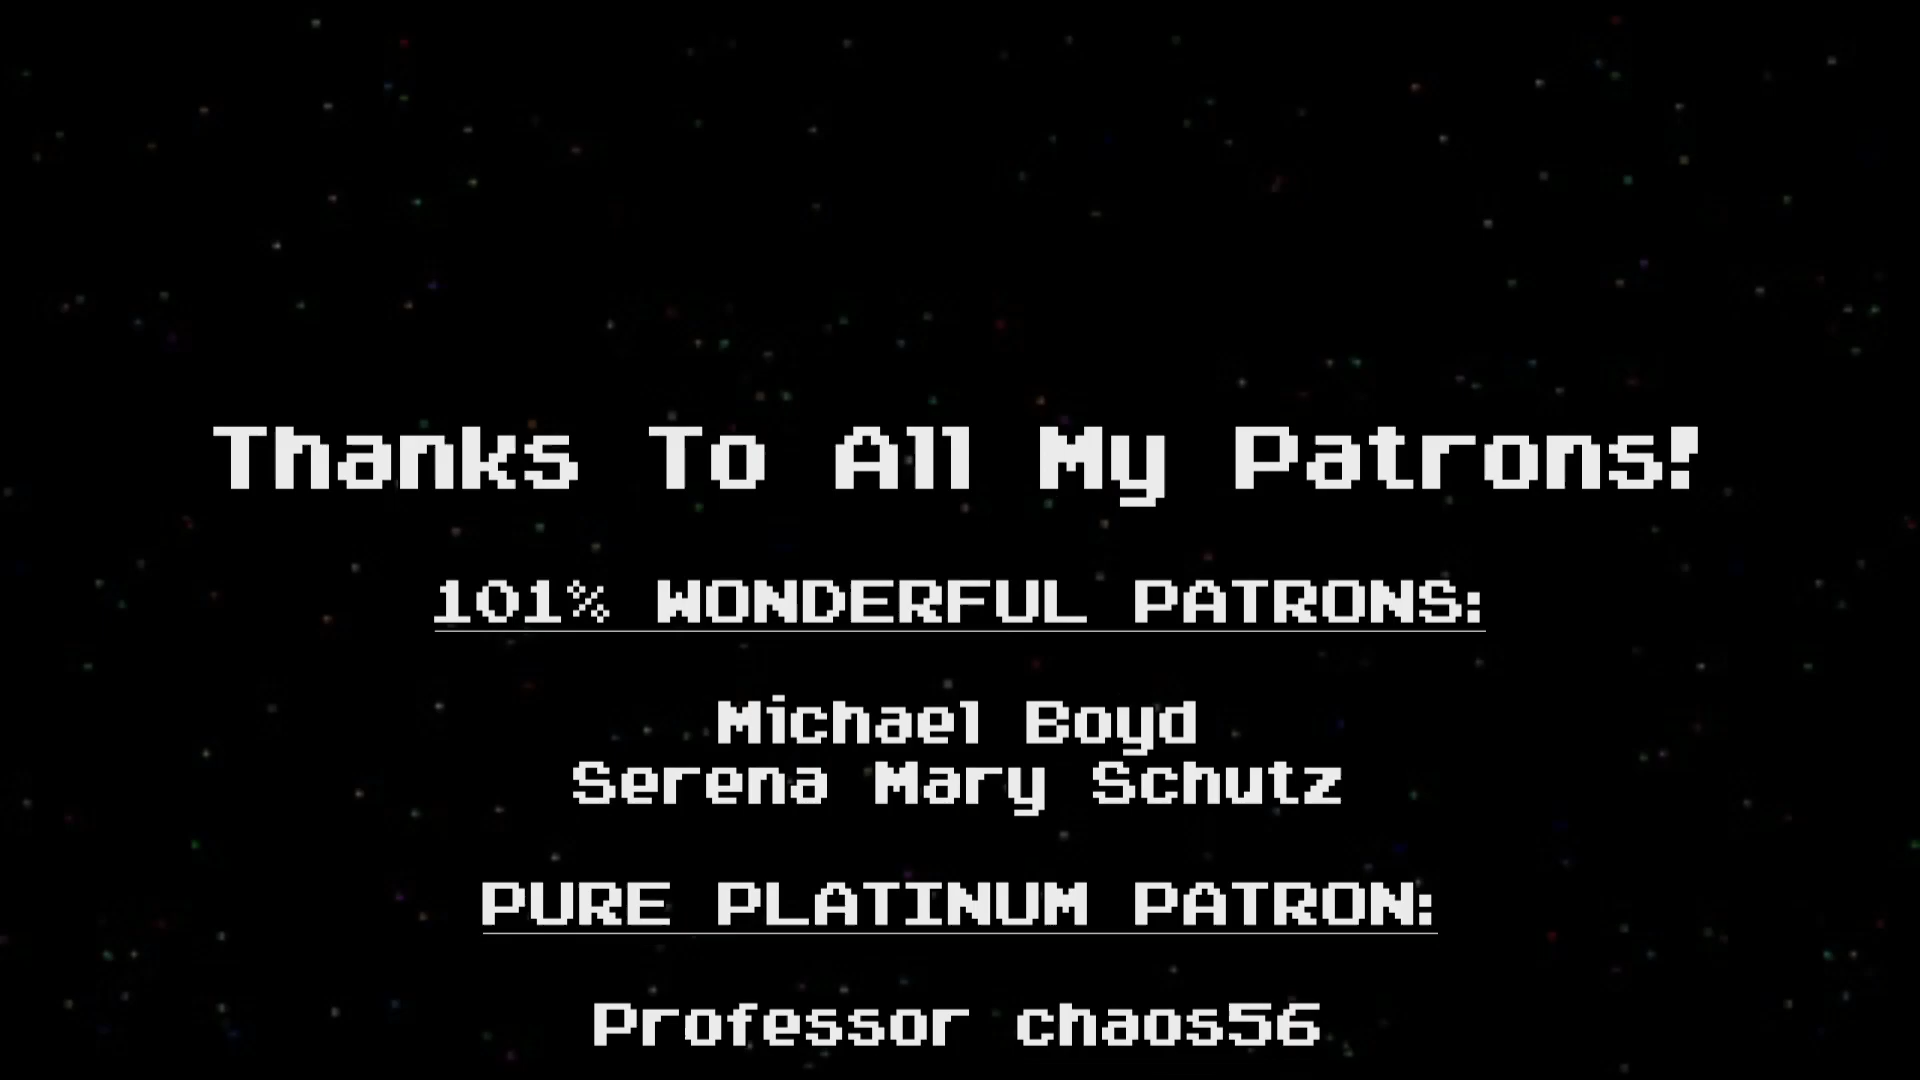 Thanks To All My Patrons!
101% WONDERFUL PATRONS:
Michael Boyd
Serena Mary Schutz
PURE PLATINUM PATRON:
Professor chaos56